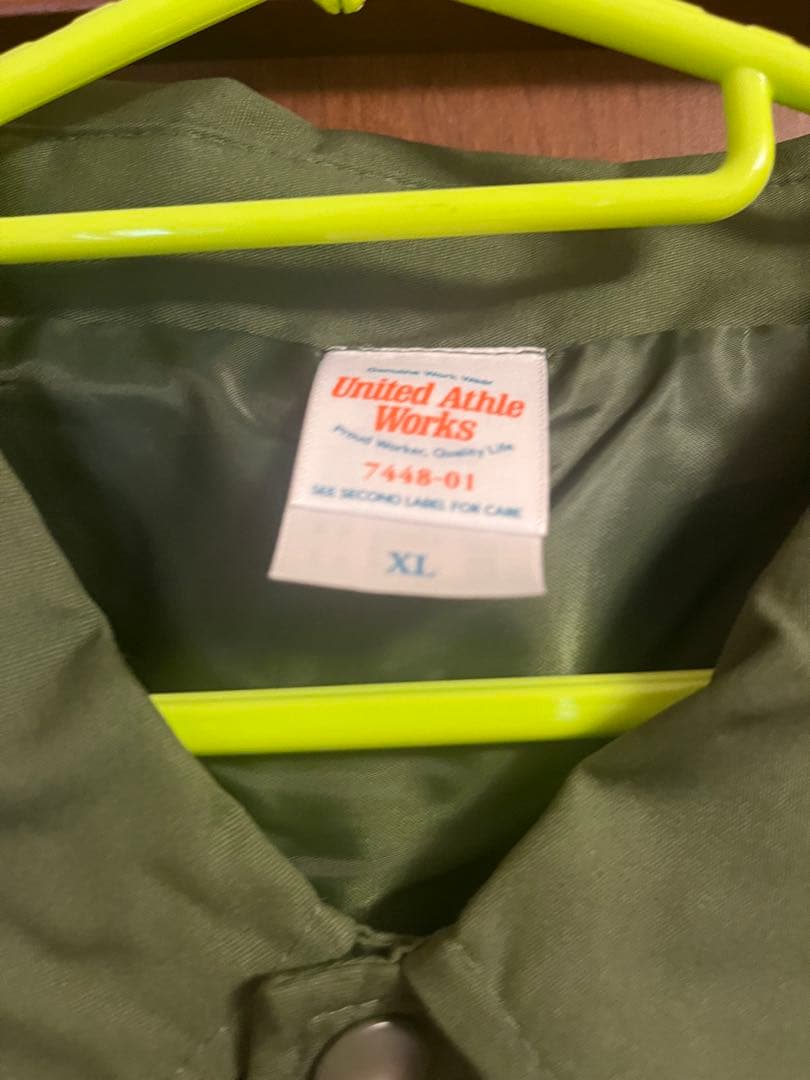 Genuine Work Wear
United Athle
Works
Proud Worker, Quality Life
7448-01
SEE SECOND LABEL FOR CARE
XL